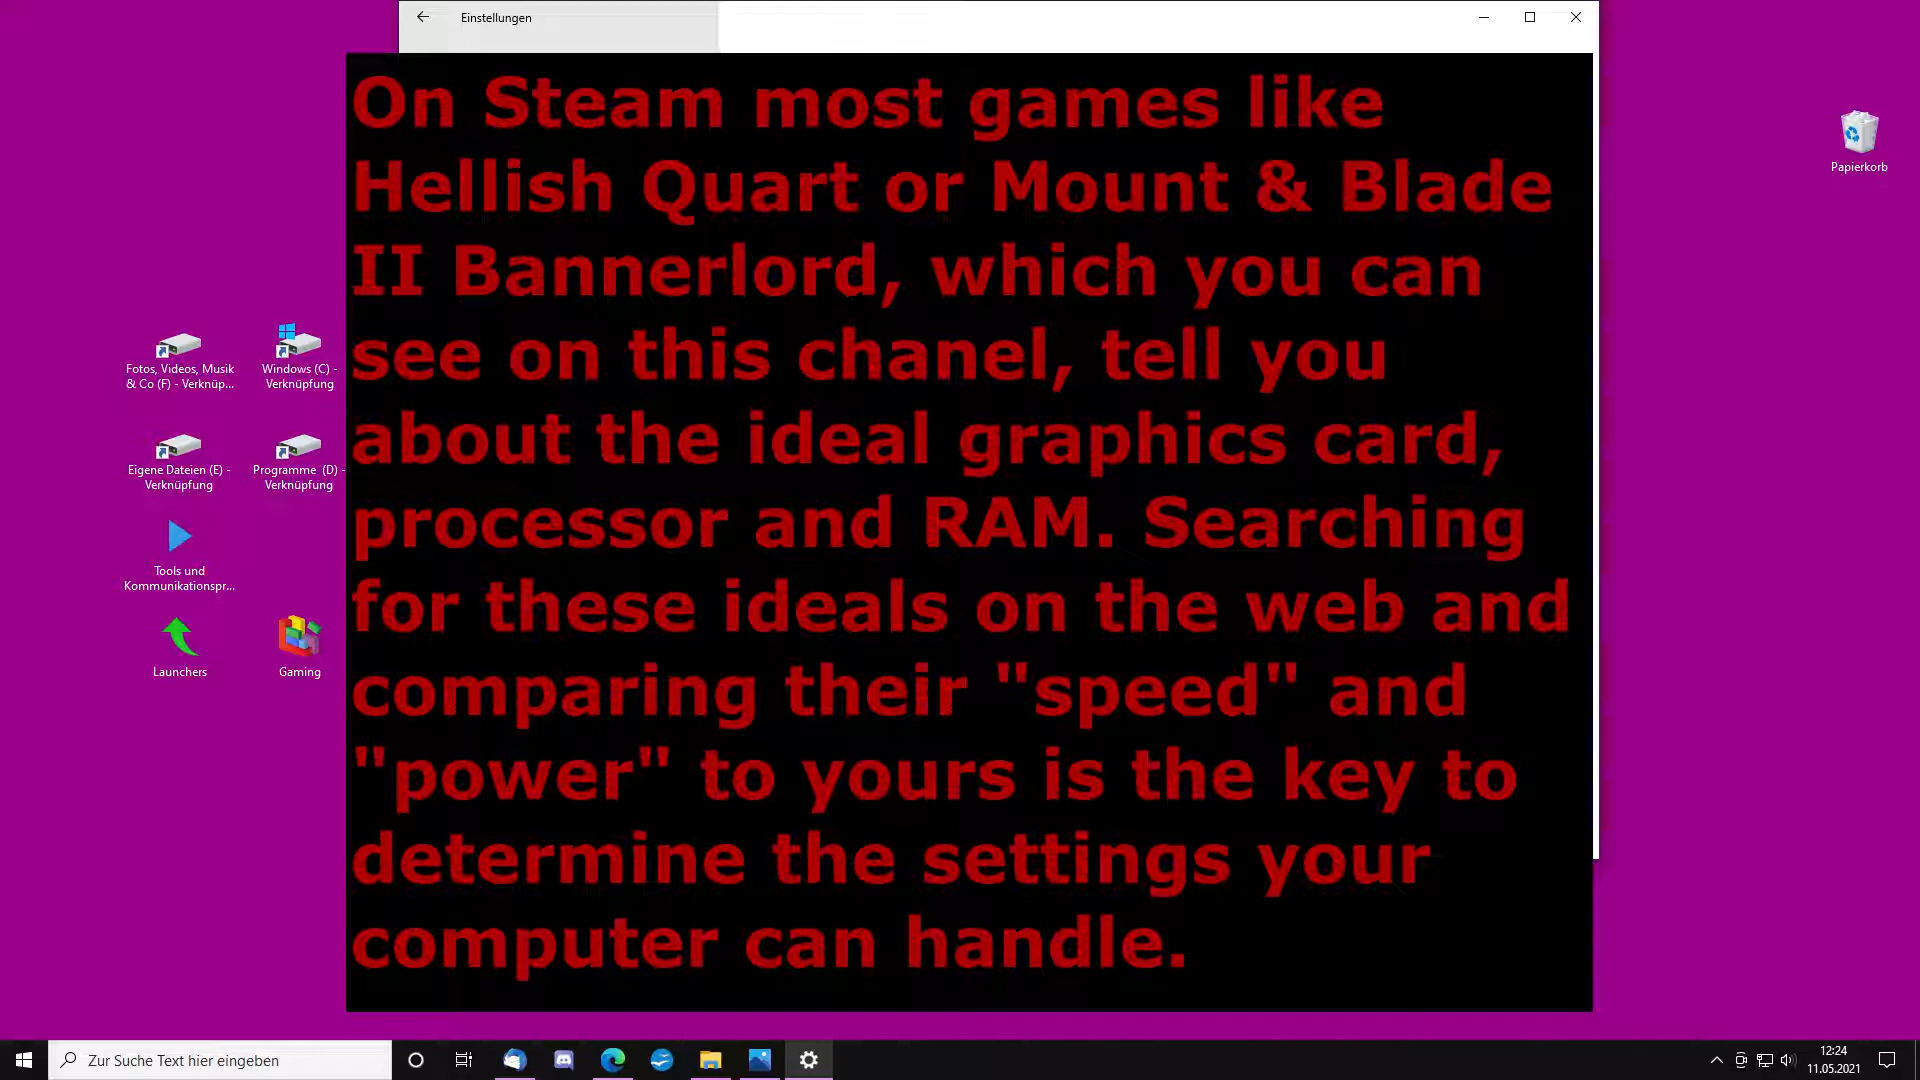 Einstellungen
On Steam most games like
Hellish Quart or Mount & Blade
II Bannerlord, which you can
see on this chanel, tell you
about the ideal graphics card,
processor and RAM. Searching
for these ideals on the web and
comparing their "speed" and
"power" to yours is the key to
determine the settings your
computer can handle.
Papierkorb
Fotos, Videos, Musik
& Co (F) - Verknüp...
Windows (C) -
Verknüpfung
Eigene Dateien (E) -
Verknüpfung
Programme (D) -
Verknüpfung
Tools und
Kommunikationspr...
Launchers
Gaming
Zur Suche Text hier eingeben
12:24
11.05.2021